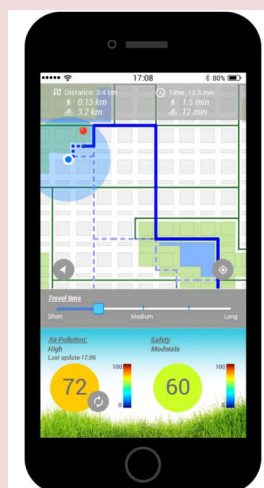 17:08
80%
Distance: 3.4 km
0.15 km
3.2 km
Time: 13.5 min
1.5 min
12 min
Travel time
Short Medium Long
Air Pollution:
High
Last update 17:06
72
100
0
Safety
Moderate
60
100
0